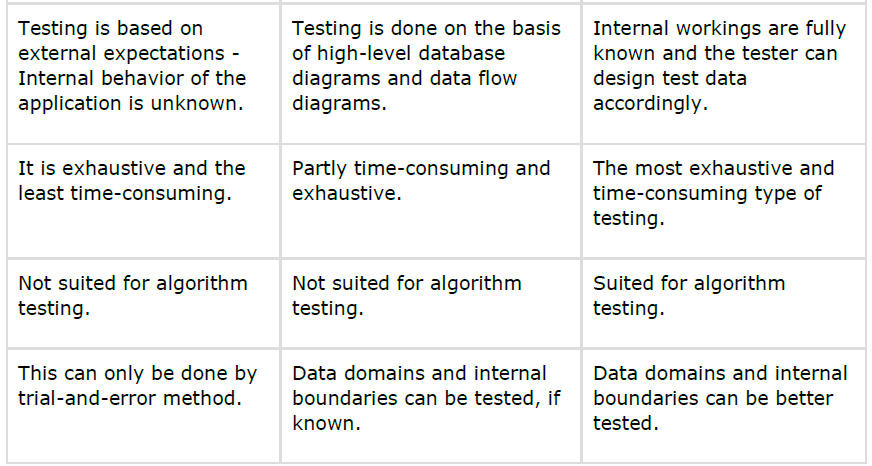 Testing is based on
external expectations -
Internal behavior of the
application is unknown.
Testing is done on the basis
of high-level database
diagrams and data flow
diagrams.
Internal workings are fully
known and the tester can
design test data
accordingly.
It is exhaustive and the
least time-consuming.
Partly time-consuming and
exhaustive.
The most exhaustive and
time-consuming type of
testing.
Not suited for algorithm
testing.
Not suited for algorithm
testing.
Suited for algorithm
testing.
This can only be done by
trial-and-error method.
Data domains and internal
boundaries can be tested, if
known.
Data domains and internal
boundaries can be better
tested.